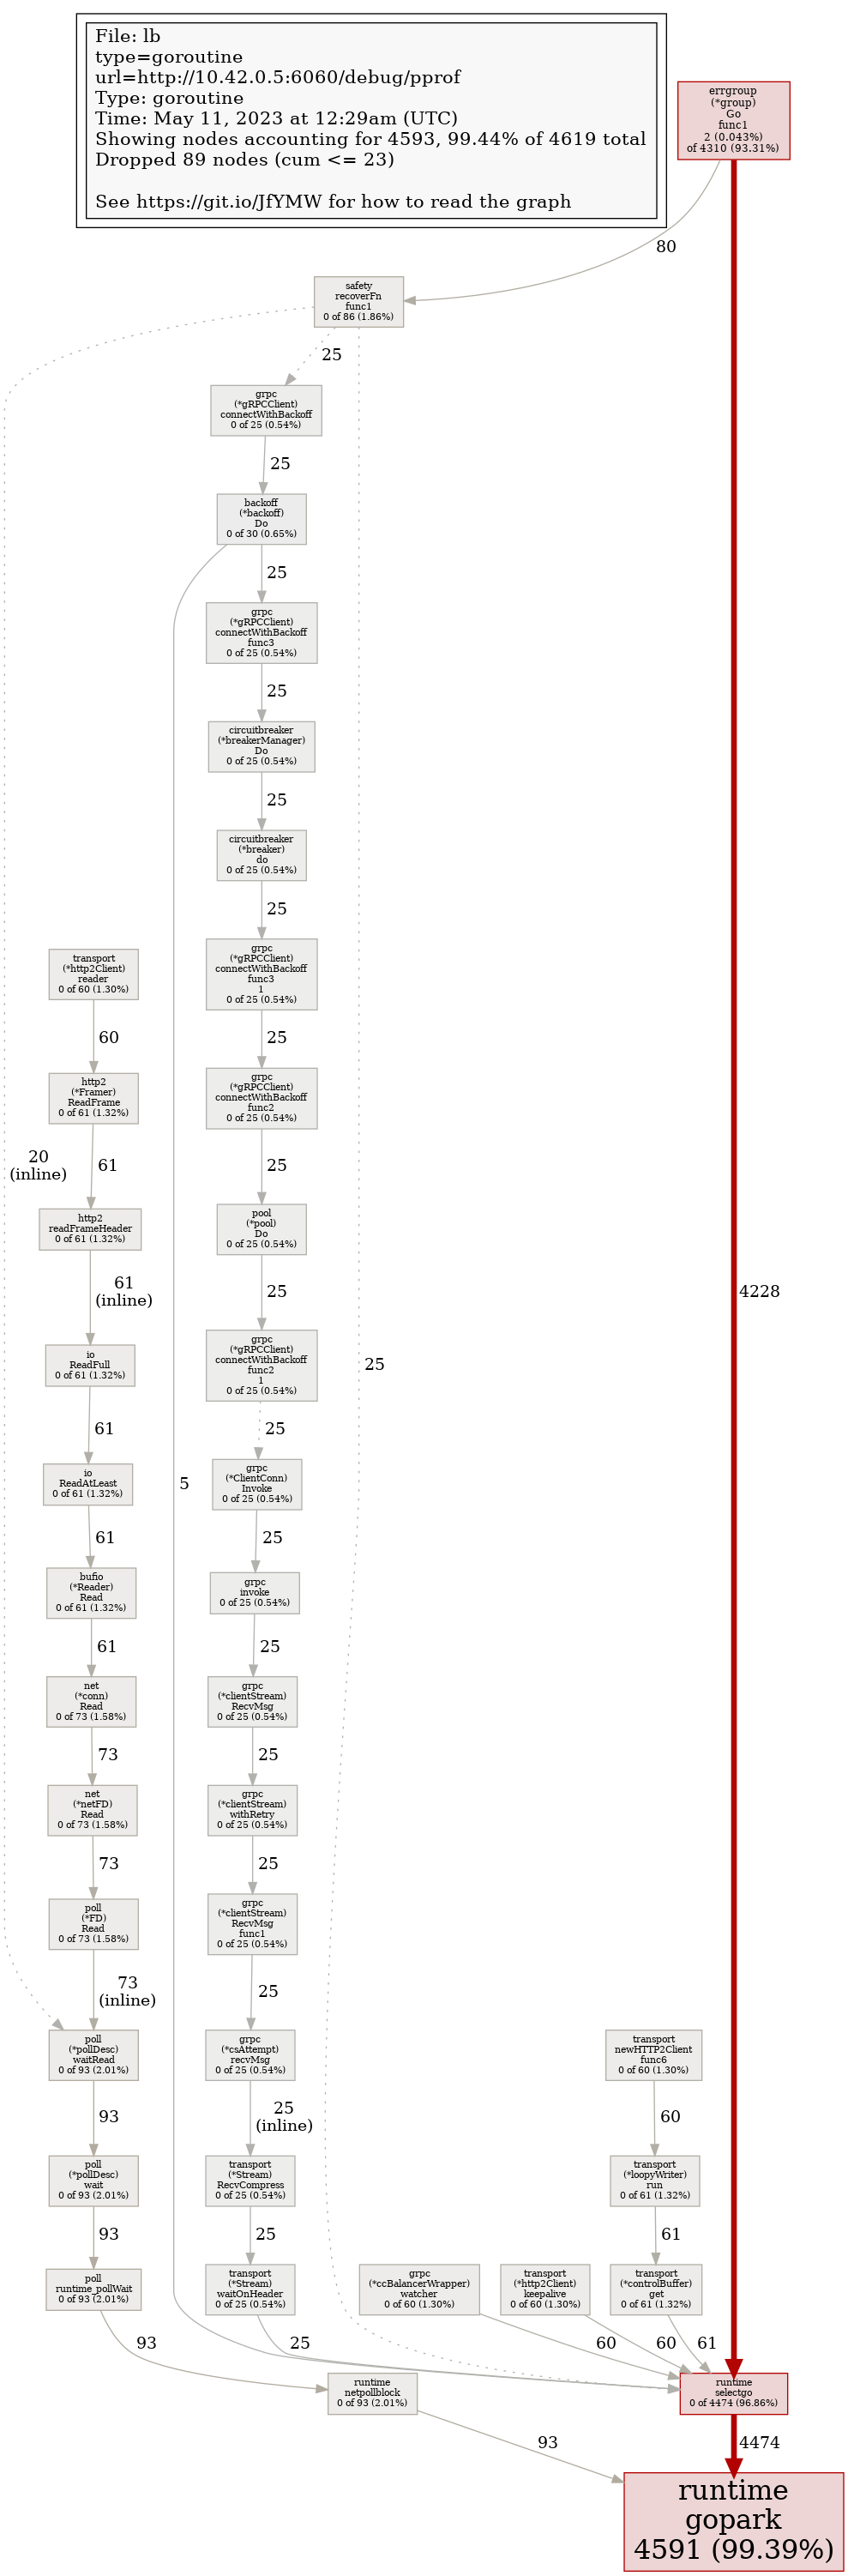 File: lb
type=goroutine
url=http://10.42.0.5:6060/debug/pprof
Type: goroutine
Time: May 11, 2023 at 12:29am (UTC)
Showing nodes accounting for 4593, 99.44% of 4619 total
Dropped 89 nodes (cum <= 23)
See https://git.io/JfYMW for how to read the graph
errgroup
(*group)
Go
func1
2 (0.043%)
of 4310 (93.31%)
80
safety
recoverFn
func1
0 of 86 (1.86%)
25
grpc
(*gRPCClient)
connectWithBackoff
0 of 25 (0.54%)
25
backoff
(*backoff)
Do
0 of 30 (0.65%)
25
grpc
(*gRPCClient)
connectWithBackoff
func3
0 of 25 (0.54%)
25
circuitbreaker
(*breakerManager)
Do
0 of 25 (0.54%)
25
circuitbreaker
(*breaker)
do
0 of 25 (0.54%)
25
grpc
(*gRPCClient)
connectWithBackoff
func3
1
0 of 25 (0.54%)
25
grpc
(*gRPCClient)
connectWithBackoff
func2
0 of 25 (0.54%)
25
pool
(*pool)
Do
0 of 25 (0.54%)
25
grpc
(*gRPCClient)
connectWithBackoff
func2
1
0 of 25 (0.54%)
25
grpc
(*ClientConn)
Invoke
0 of 25 (0.54%)
25
grpc
invoke
0 of 25 (0.54%)
25
grpc
(*clientStream)
RecvMsg
0 of 25 (0.54%)
25
grpc
(*clientStream)
withRetry
0 of 25 (0.54%)
25
grpc
(*clientStream)
RecvMsg
func1
0 of 25 (0.54%)
25
grpc
(*csAttempt)
recvMsg
0 of 25 (0.54%)
25
(inline)
transport
(*Stream)
RecvCompress
0 of 25 (0.54%)
25
transport
(*Stream)
waitOnHeader
0 of 25 (0.54%)
25
5
25
4228
20
(inline)
transport
(*http2Client)
reader
0 of 60 (1.30%)
60
http2
(*Framer)
ReadFrame
0 of 61 (1.32%)
61
http2
readFrameHeader
0 of 61 (1.32%)
61
(inline)
io
ReadFull
0 of 61 (1.32%)
61
io
ReadAtLeast
0 of 61 (1.32%)
61
bufio
(*Reader)
Read
0 of 61 (1.32%)
61
net
(*conn)
Read
0 of 73 (1.58%)
73
net
(*netFD)
Read
0 of 73 (1.58%)
73
poll
(*FD)
Read
0 of 73 (1.58%)
73
(inline)
poll
(*pollDesc)
waitRead
0 of 93 (2.01%)
93
poll
(*pollDesc)
wait
0 of 93 (2.01%)
93
poll
runtime_pollWait
0 of 93 (2.01%)
93
runtime
netpollblock
0 of 93 (2.01%)
93
transport
newHTTP2Client
func6
0 of 60 (1.30%)
60
transport
(*loopyWriter)
run
0 of 61 (1.32%)
61
grpc
(*ccBalancerWrapper)
watcher
0 of 60 (1.30%)
60
transport
(*http2Client)
keepalive
0 of 60 (1.30%)
60
transport
(*controlBuffer)
get
0 of 61 (1.32%)
61
runtime
selectgo
0 of 4474 (96.86%)
4474
runtime
gopark
4591 (99.39%)